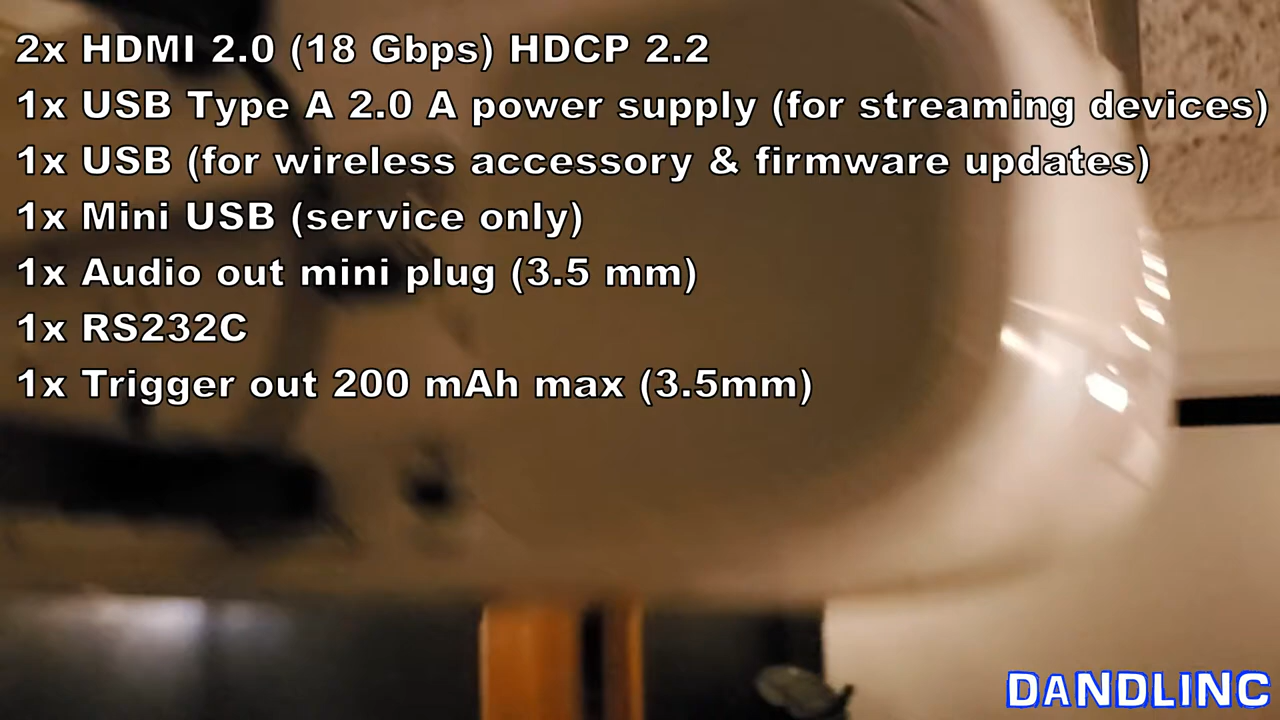 2x HDMI 2.0 (18 Gbps) HDCP 2.2
1x USB Type A 2.0 A power supply (for streaming devices)
1x USB (for wireless accessory & firmware updates)
1x Mini USB (service only)
1x Audio out mini plug (3.5 mm)
1x RS232C
1x Trigger out 200 mAh max (3.5mm)
DANDLINC